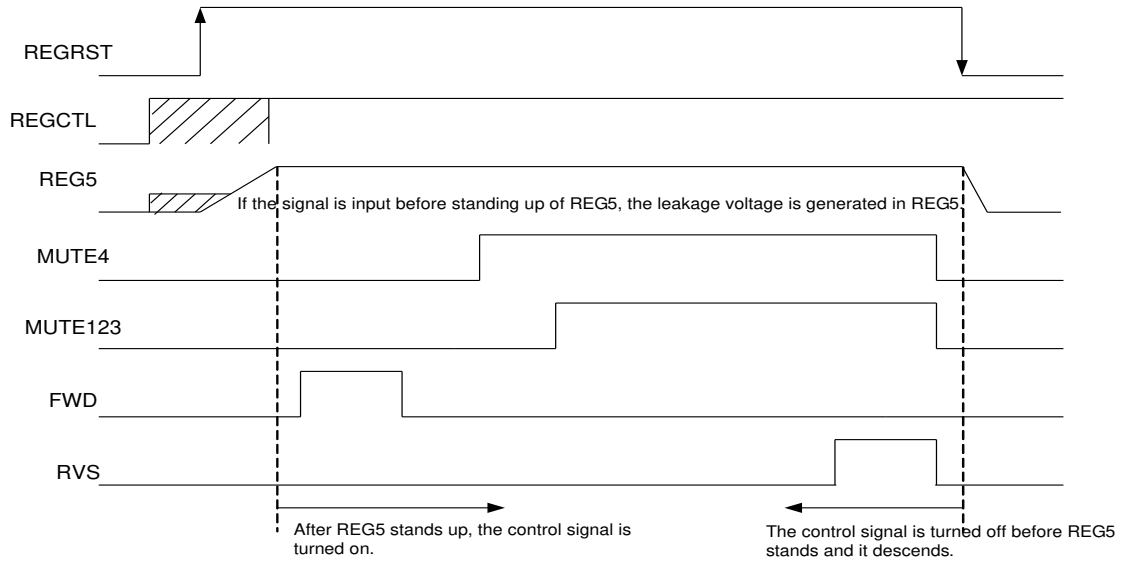 REGRST
REGCTL
REG5
If the signal is input before standing up of REG5, the leakage voltage is generated in REG5.
MUTE4
MUTE123
FWD
RVS
After REG5 stands up, the control signal is
turned on.
The control signal is turned off before REG5
stands and it descends.